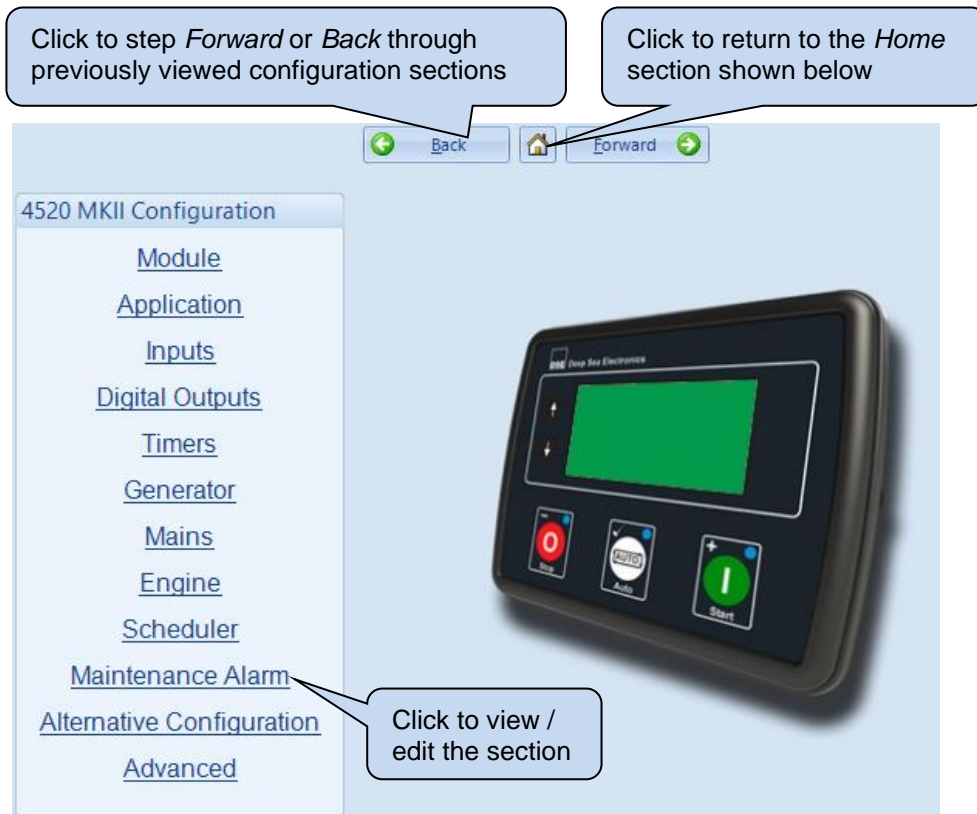 Click to step Forward or Back through
previously viewed configuration sections
Click to return to the Home
section shown below
Back
Forward
4520 MKII Configuration
Module
Application
Inputs
Digital Outputs
Timers
Generator
Mains
Engine
Scheduler
Maintenance Alarm
Alternative Configuration
Advanced
Click to view /
edit the section
DSE Deep Sea Electronics
Stop
AUTO
Auto
Start